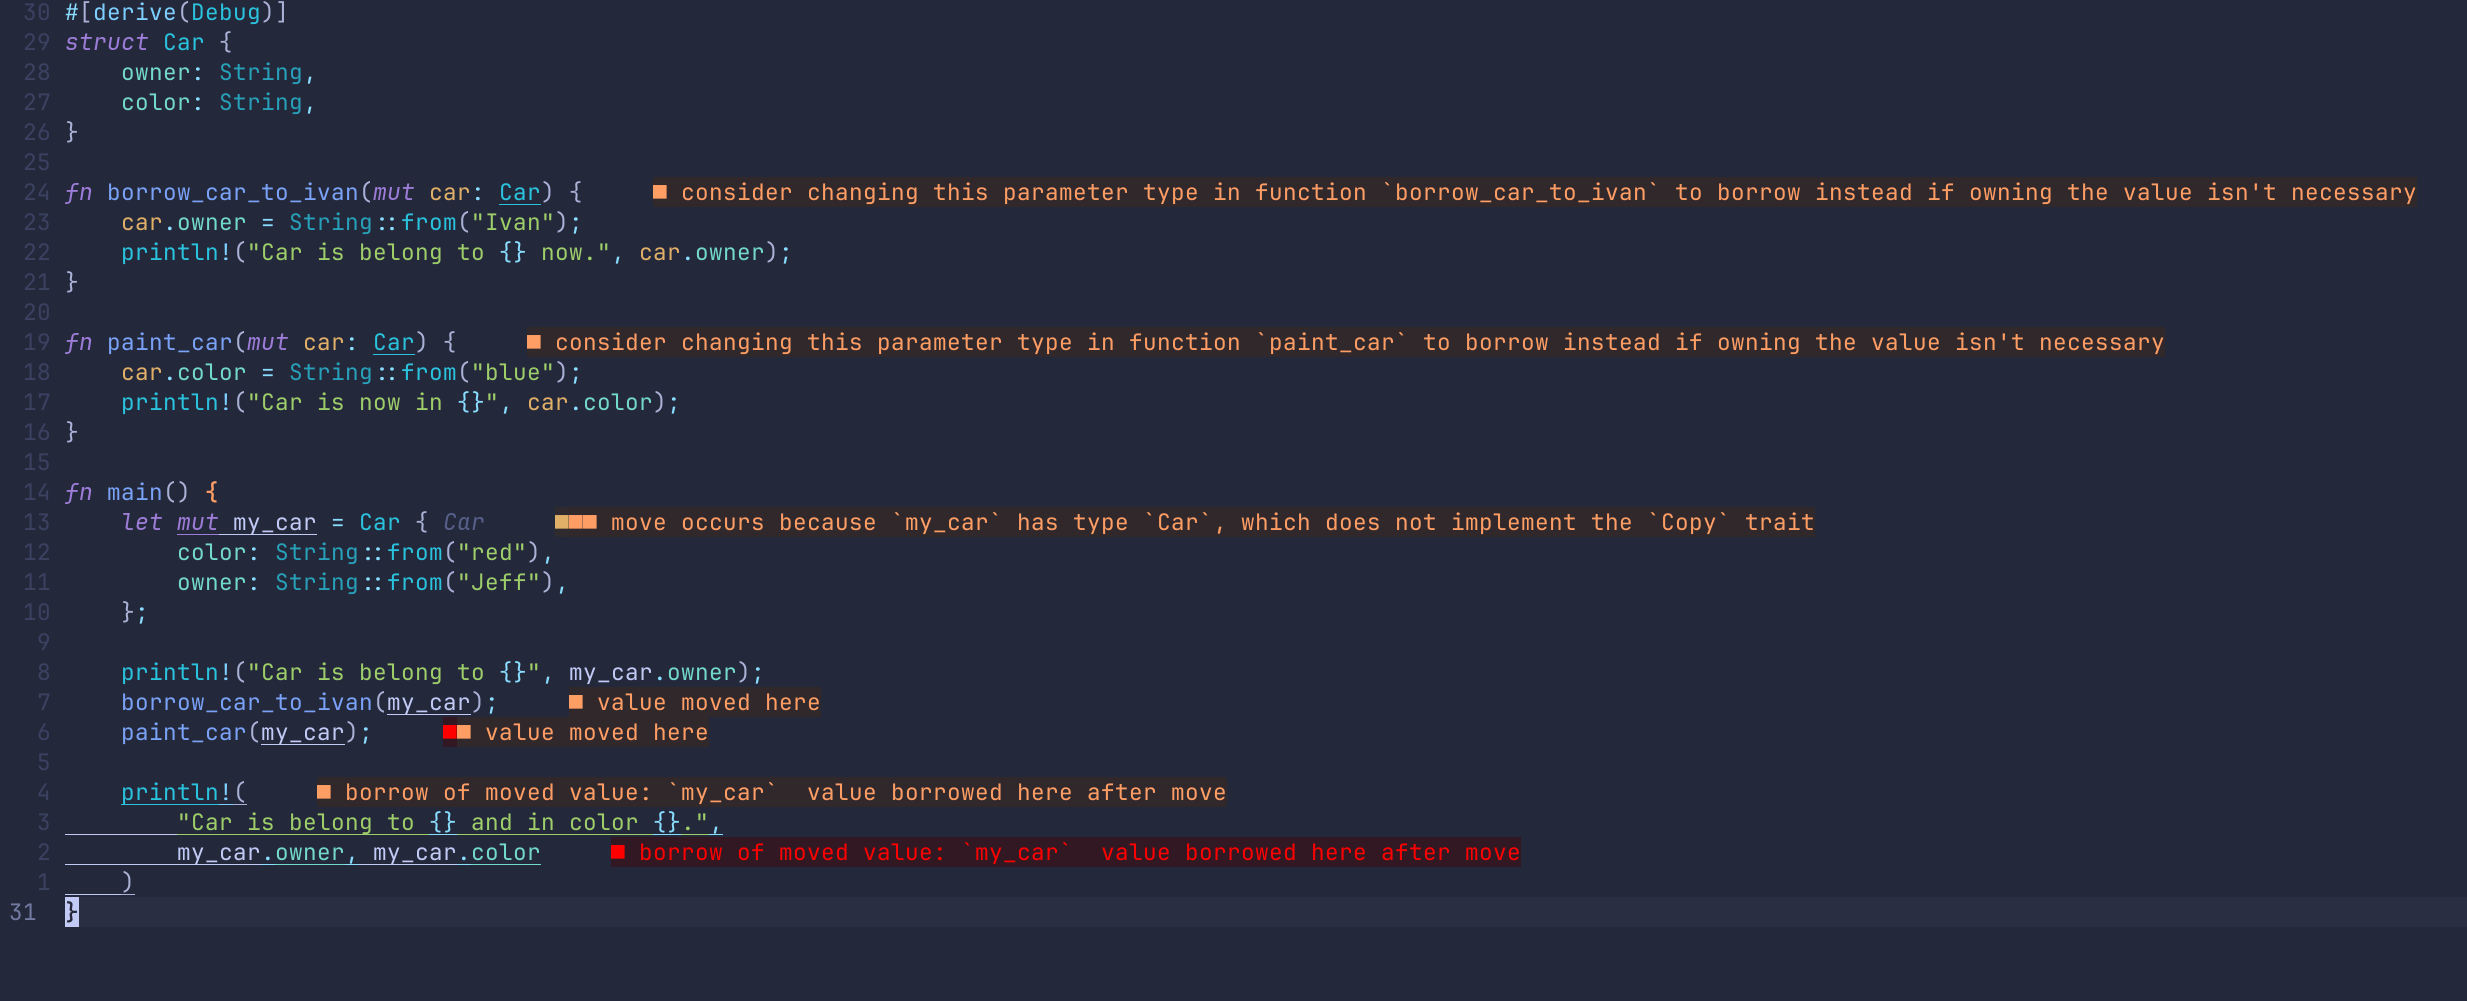 30 #[derive(Debug)]
29 struct Car {
28     owner: String,
27     color: String,
26 }
25
24 fn borrow_car_to_ivan(mut car: Car) {     ■ consider changing this parameter type in function `borrow_car_to_ivan` to borrow instead if owning the value isn't necessary
23     car.owner = String::from("Ivan");
22     println!("Car is belong to {} now.", car.owner);
21 }
20
19 fn paint_car(mut car: Car) {     ■ consider changing this parameter type in function `paint_car` to borrow instead if owning the value isn't necessary
18     car.color = String::from("blue");
17     println!("Car is now in {}", car.color);
16 }
15
14 fn main() {
13     let mut my_car = Car { Car     ■■■ move occurs because `my_car` has type `Car`, which does not implement the `Copy` trait
12         color: String::from("red"),
11         owner: String::from("Jeff"),
10     };
9
8     println!("Car is belong to {}", my_car.owner);
7     borrow_car_to_ivan(my_car);     ■ value moved here
6     paint_car(my_car);     ■■ value moved here
5
4     println!(     ■ borrow of moved value: `my_car`  value borrowed here after move
3         "Car is belong to {} and in color {}.",
2         my_car.owner, my_car.color     ■ borrow of moved value: `my_car`  value borrowed here after move
1     )
31 }